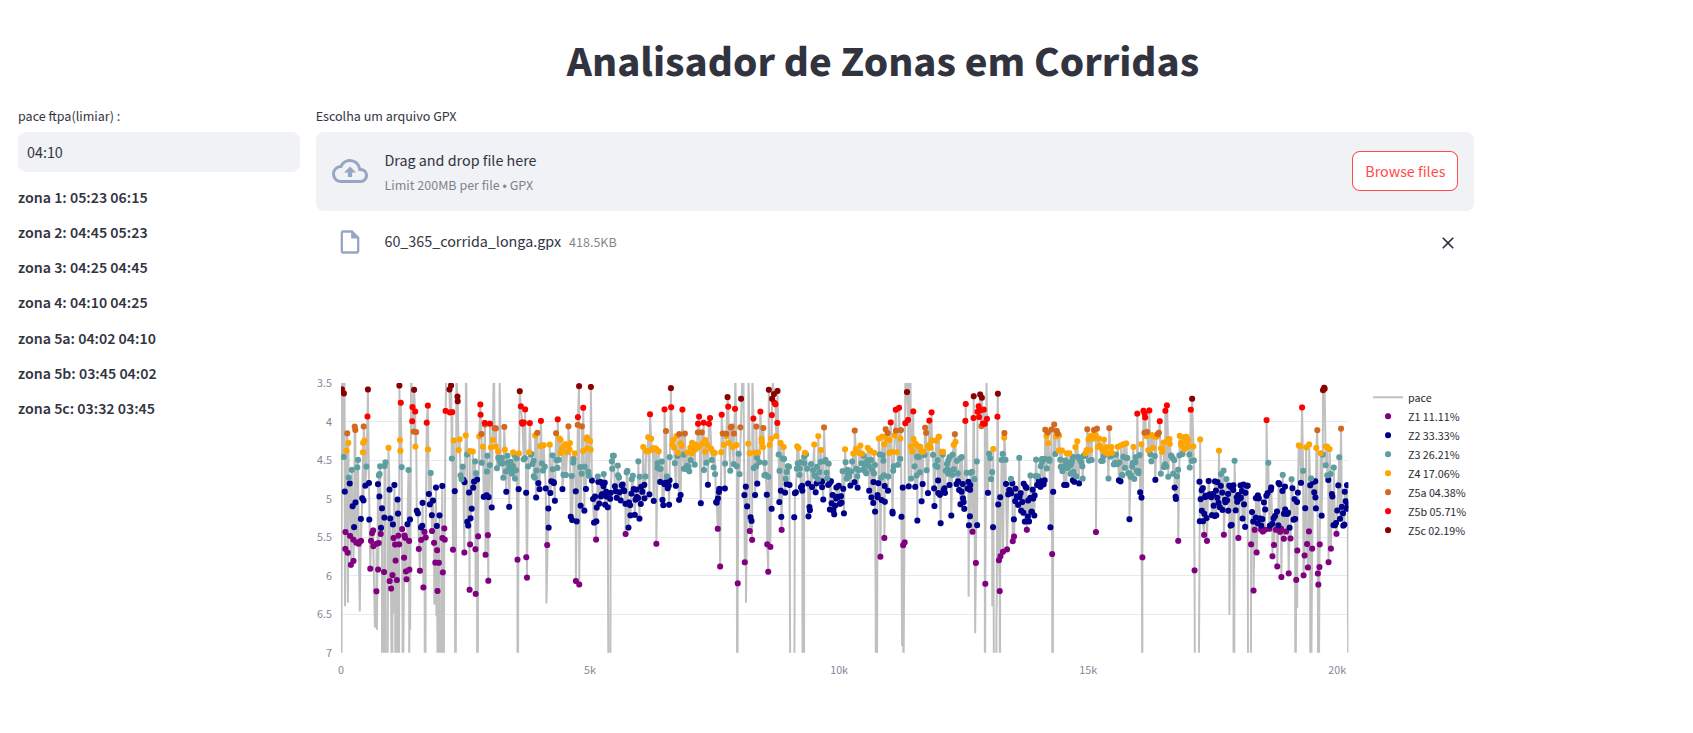 Analisador de Zonas em Corridas
pace ftpa(limiar) :
04:10
zona 1: 05:23 06:15
zona 2: 04:45 05:23
zona 3: 04:25 04:45
zona 4: 04:10 04:25
zona 5a: 04:02 04:10
zona 5b: 03:45 04:02
zona 5c: 03:32 03:45
Escolha um arquivo GPX
Drag and drop file here
Limit 200MB per file • GPX
Browse files
60_365_corrida_longa.gpx 418.5KB
3.5
4
4.5
5
5.5
6
6.5
7
0
5k
10k
15k
20k
pace
Z1 11.11%
Z2 33.33%
Z3 26.21%
Z4 17.06%
Z5a 04.38%
Z5b 05.71%
Z5c 02.19%